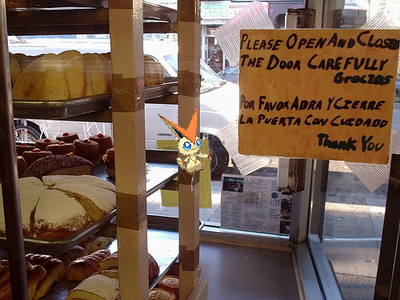 PLEASE OPEN AND CLOSE
THE DOOR CAREFULLY
Gracias
POR FAVOR ABRA Y CIERRE
LA PUERTA CON CUIDADO
THANK YOU